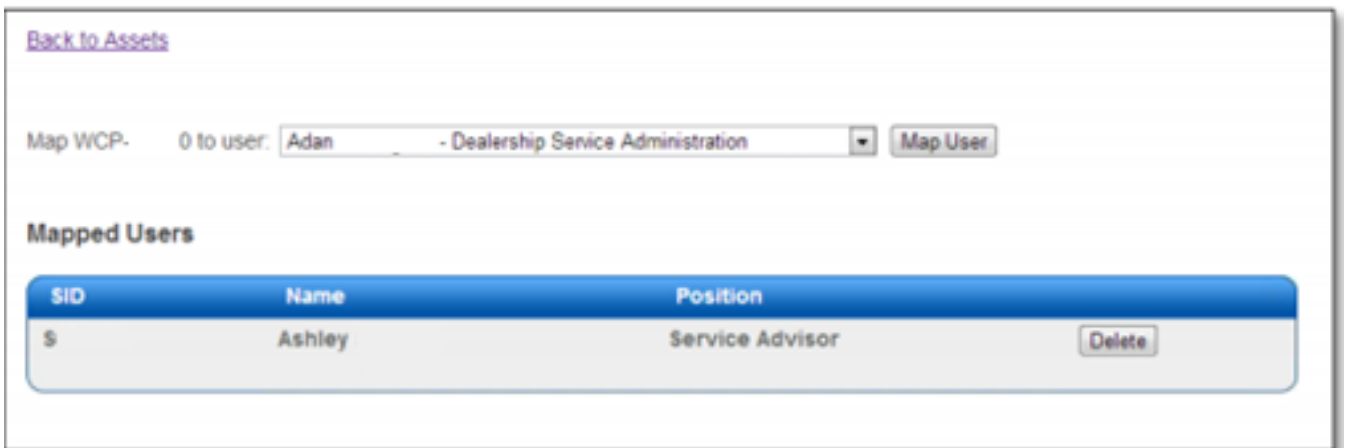 Back to Assets
Map WCP- 0 to user: Adan - Dealership Service Administration Map User
Mapped Users
SID Name Position
S Ashley Service Advisor Delete